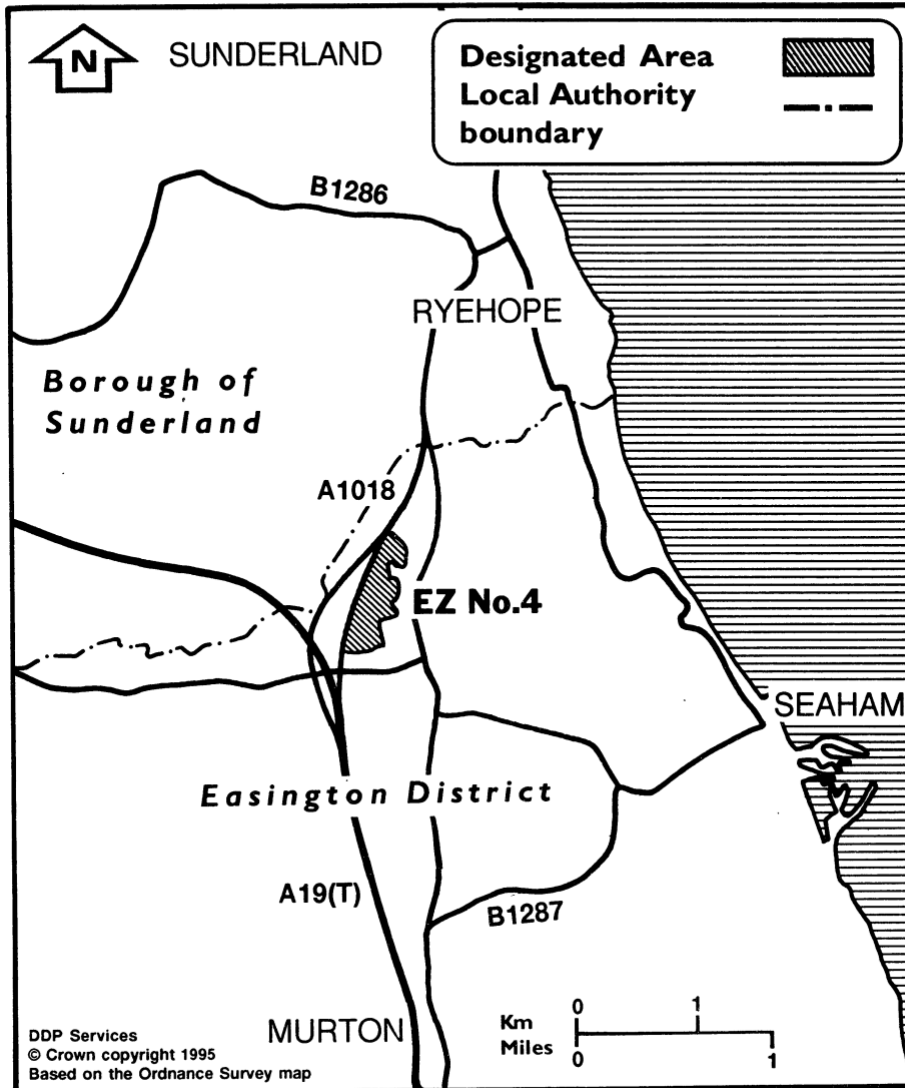 N
SUNDERLAND
Designated Area
Local Authority
boundary
B1286
RYEHOPE
Borough of
Sunderland
A1018
EZ No.4
SEAHAM
Easington District
A19(T)
B1287
MURTON
Km
0 1
Miles
0 1
DDP Services
© Crown copyright 1995
Based on the Ordnance Survey map